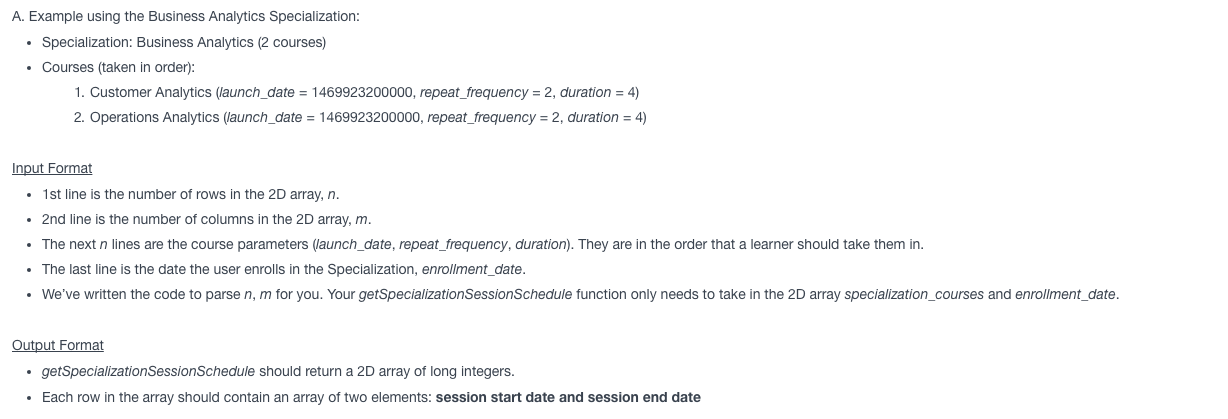 A. Example using the Business Analytics Specialization:
• Specialization: Business Analytics (2 courses)
• Courses (taken in order):
1. Customer Analytics (launch_date = 1469923200000, repeat_frequency = 2, duration = 4)
2. Operations Analytics (launch_date = 1469923200000, repeat_frequency = 2, duration = 4)
Input Format
• 1st line is the number of rows in the 2D array, n.
• 2nd line is the number of columns in the 2D array, m.
• The next n lines are the course parameters (launch_date, repeat_frequency, duration). They are in the order that a learner should take them in.
• The last line is the date the user enrolls in the Specialization, enrollment_date.
• We've written the code to parse n, m for you. Your getSpecializationSessionSchedule function only needs to take in the 2D array specialization_courses and enrollment_date.
Output Format
• getSpecializationSessionSchedule should return a 2D array of long integers.
• Each row in the array should contain an array of two elements: session start date and session end date